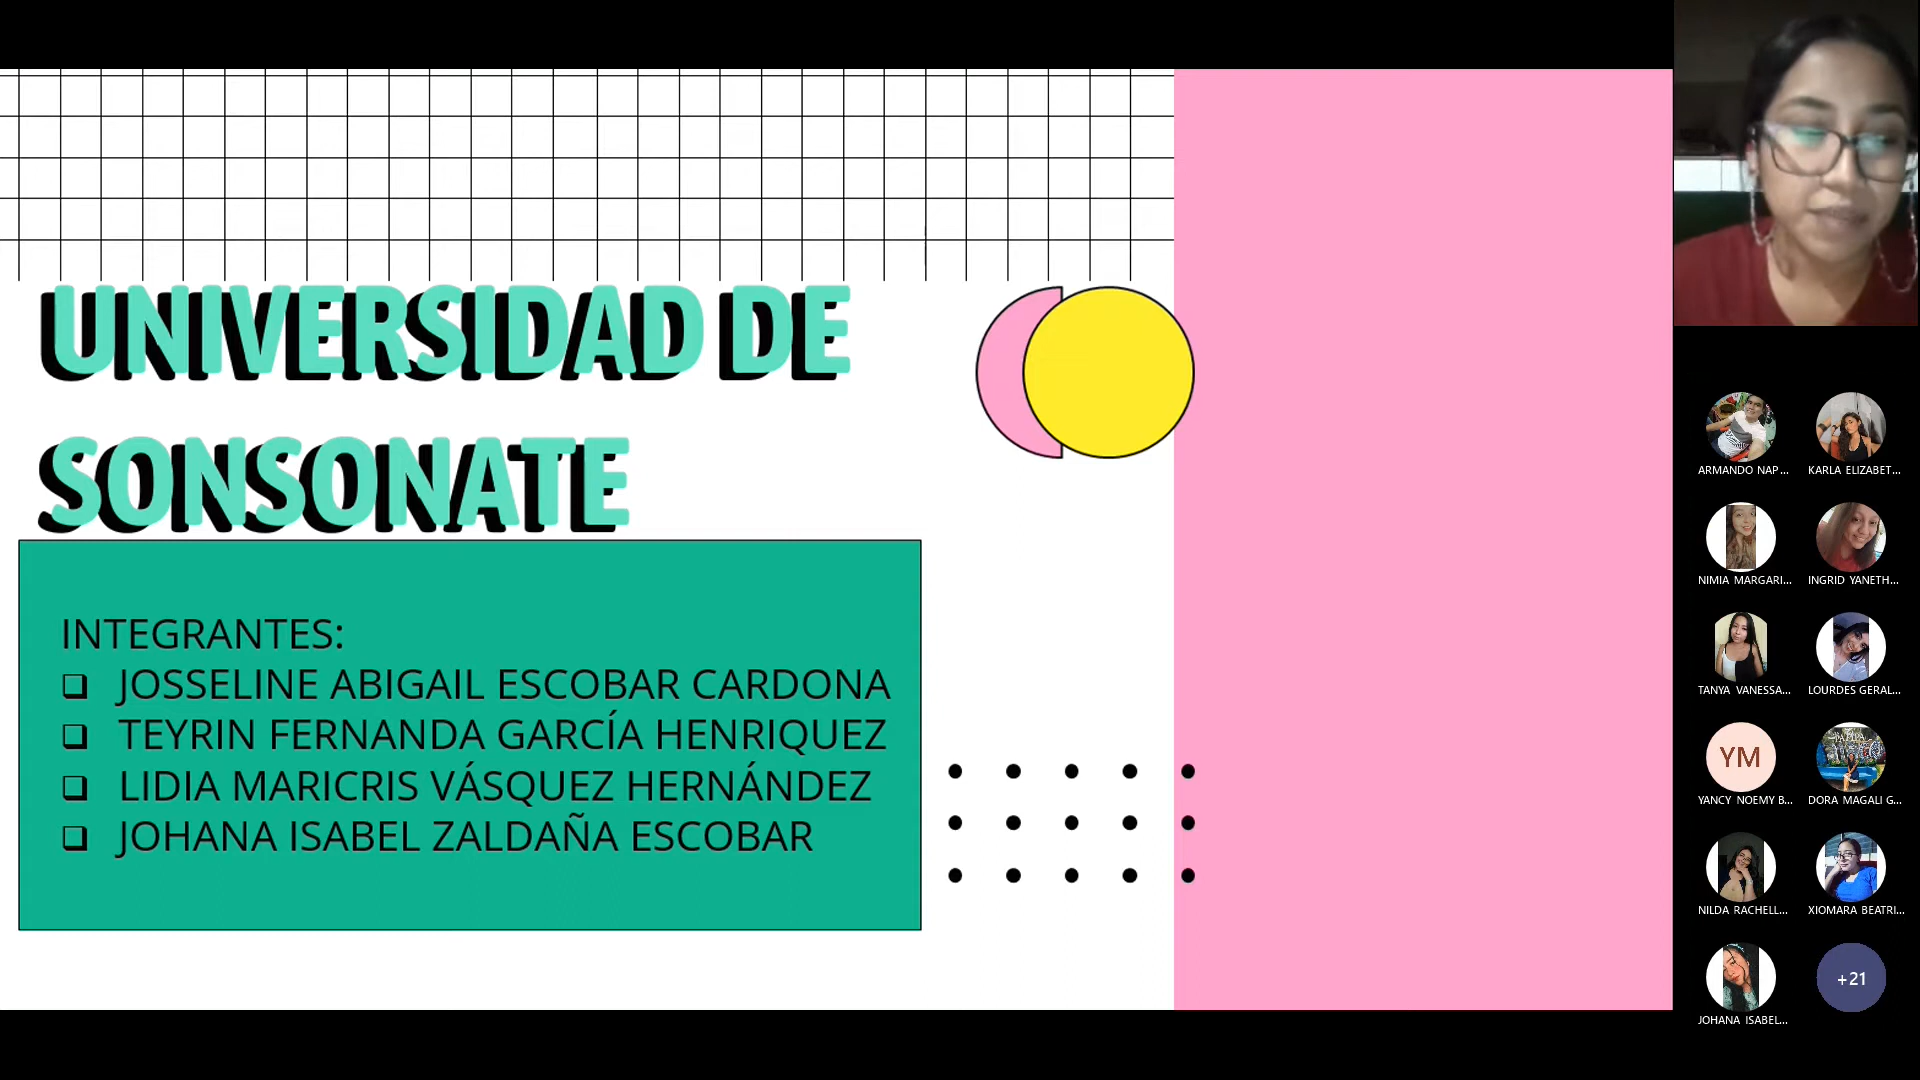 UNIVERSIDAD DE
SONSONATE
INTEGRANTES:
JOSSELINE ABIGAIL ESCOBAR CARDONA
TEYRIN FERNANDA GARCÍA HENRIQUEZ
LIDIA MARICRIS VÁSQUEZ HERNÁNDEZ
JOHANA ISABEL ZALDAÑA ESCOBAR
ARMANDO NAP...
KARLA ELIZABET...
NIMIA MARGARI...
INGRID YANETH...
TANYA VANESSA...
LOURDES GERAL...
YM
YANCY NOEMY B...
DORA MAGALI G...
NILDA RACHELL...
XIOMARA BEATRI...
JOHANA ISABEL...
+21